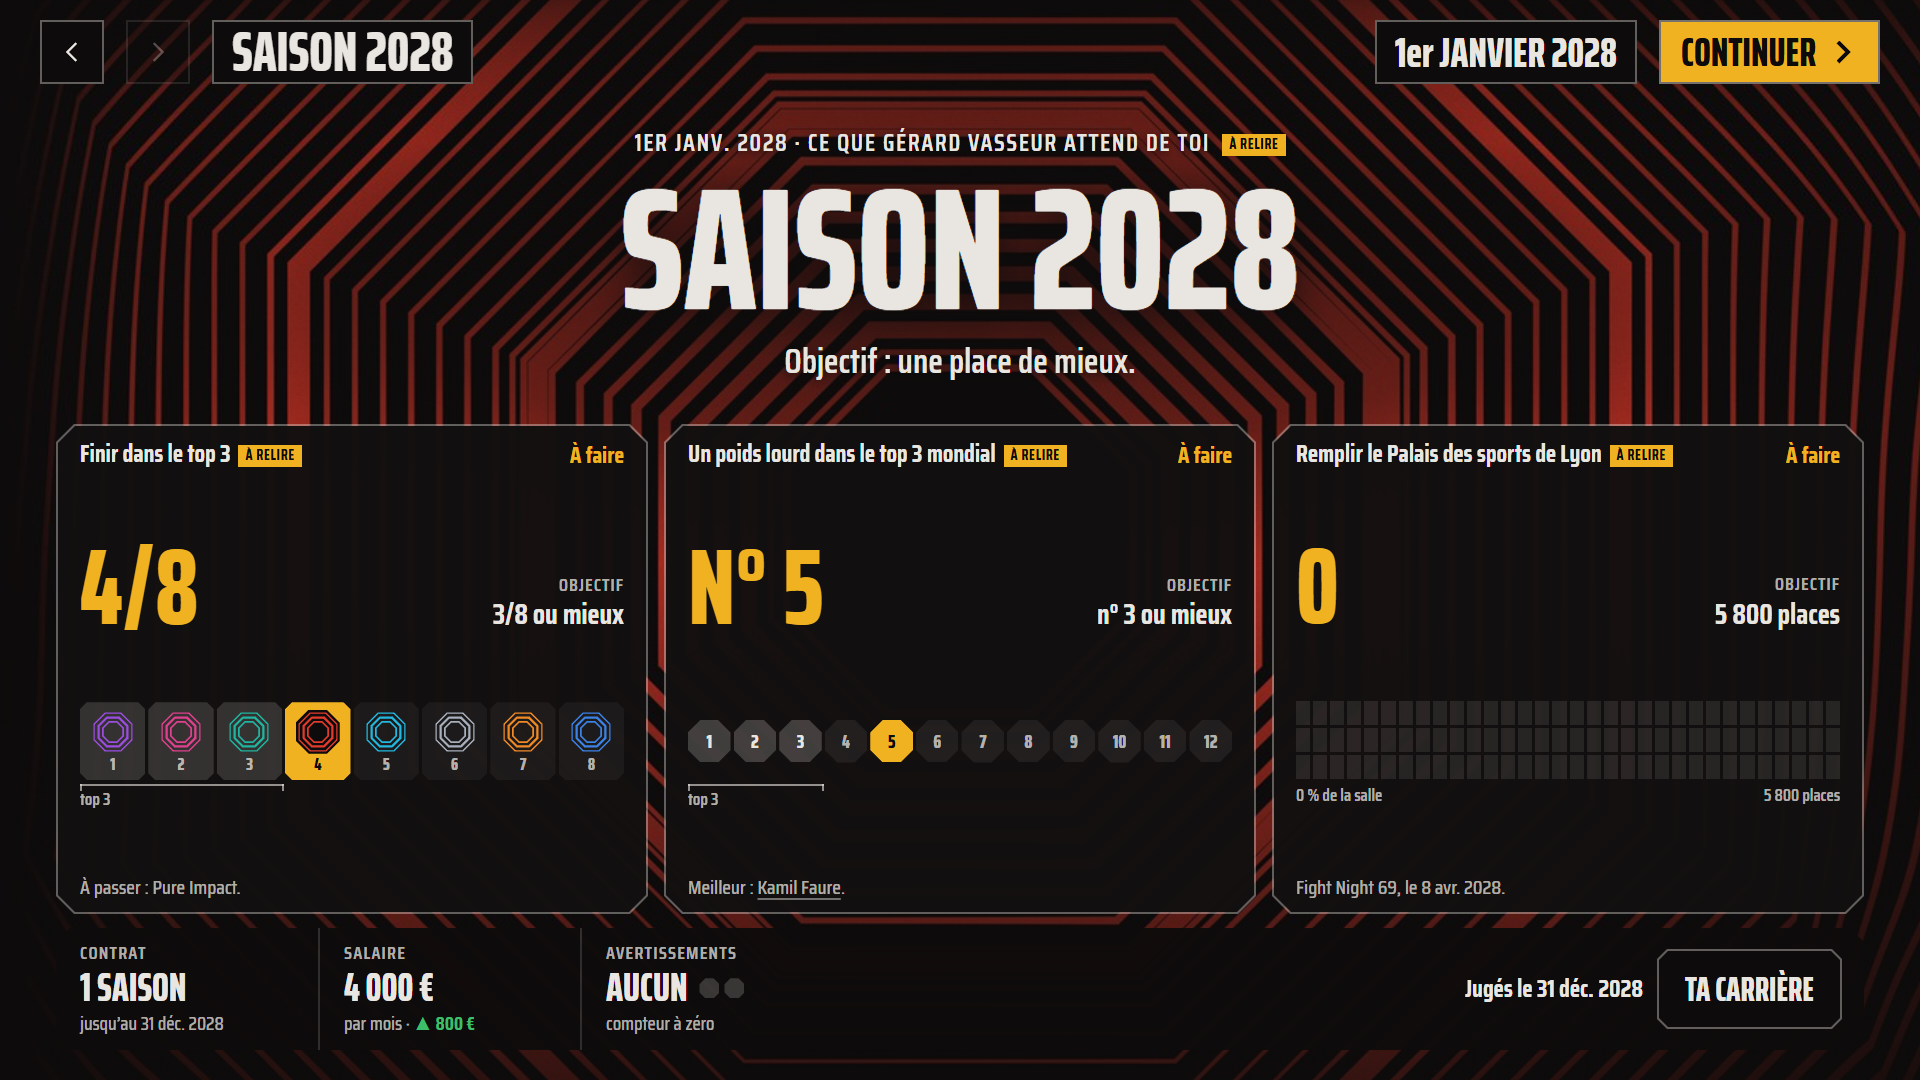 SAISON 2028
1er JANVIER 2028
CONTINUER
1ER JANV. 2028 · CE QUE GÉRARD VASSEUR ATTEND DE TOI À RELIRE
SAISON 2028
Objectif : une place de mieux.
Finir dans le top 3 À RELIRE À faire
4/8
OBJECTIF
3/8 ou mieux
1 2 3 4 5 6 7 8
top 3
À passer : Pure Impact.
Un poids lourd dans le top 3 mondial À RELIRE À faire
N° 5
OBJECTIF
n° 3 ou mieux
1 2 3 4 5 6 7 8 9 10 11 12
top 3
Meilleur : Kamil Faure.
Remplir le Palais des sports de Lyon À RELIRE À faire
0
OBJECTIF
5 800 places
0 % de la salle 5 800 places
Fight Night 69, le 8 avr. 2028.
CONTRAT
1 SAISON
jusqu'au 31 déc. 2028
SALAIRE
4 000 €
par mois · ▲ 800 €
AVERTISSEMENTS
AUCUN
compteur à zéro
Jugés le 31 déc. 2028
TA CARRIÈRE